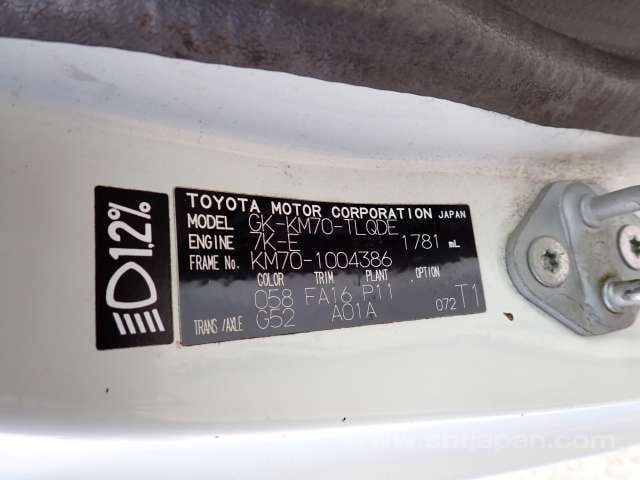 1.2%
TOYOTA MOTOR CORPORATION JAPAN
MODEL GK-KM70-TLQDE
ENGINE 7K-E 1781 mL
FRAME No. KM70-1004386
COLOR TRIM PLANT OPTION
058 FA16 P11
TRANS/AXLE G52 A01A 072 T1
www.sbtjapan.com